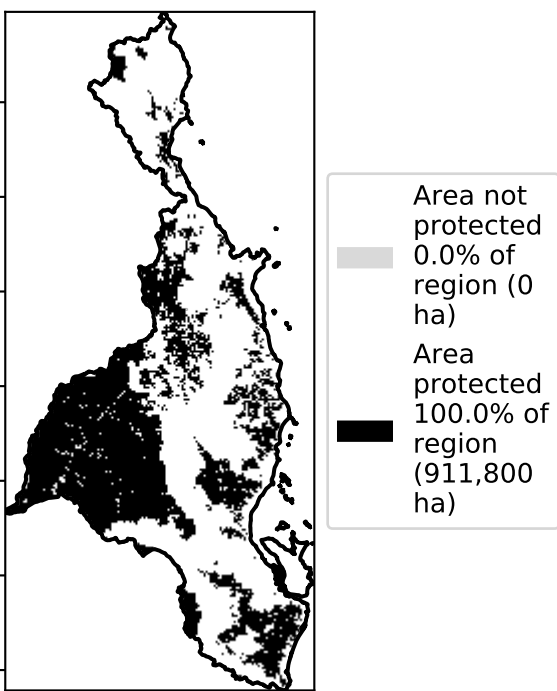 Area not
protected
0.0% of
region (0
ha)
Area
protected
100.0% of
region
(911,800
ha)